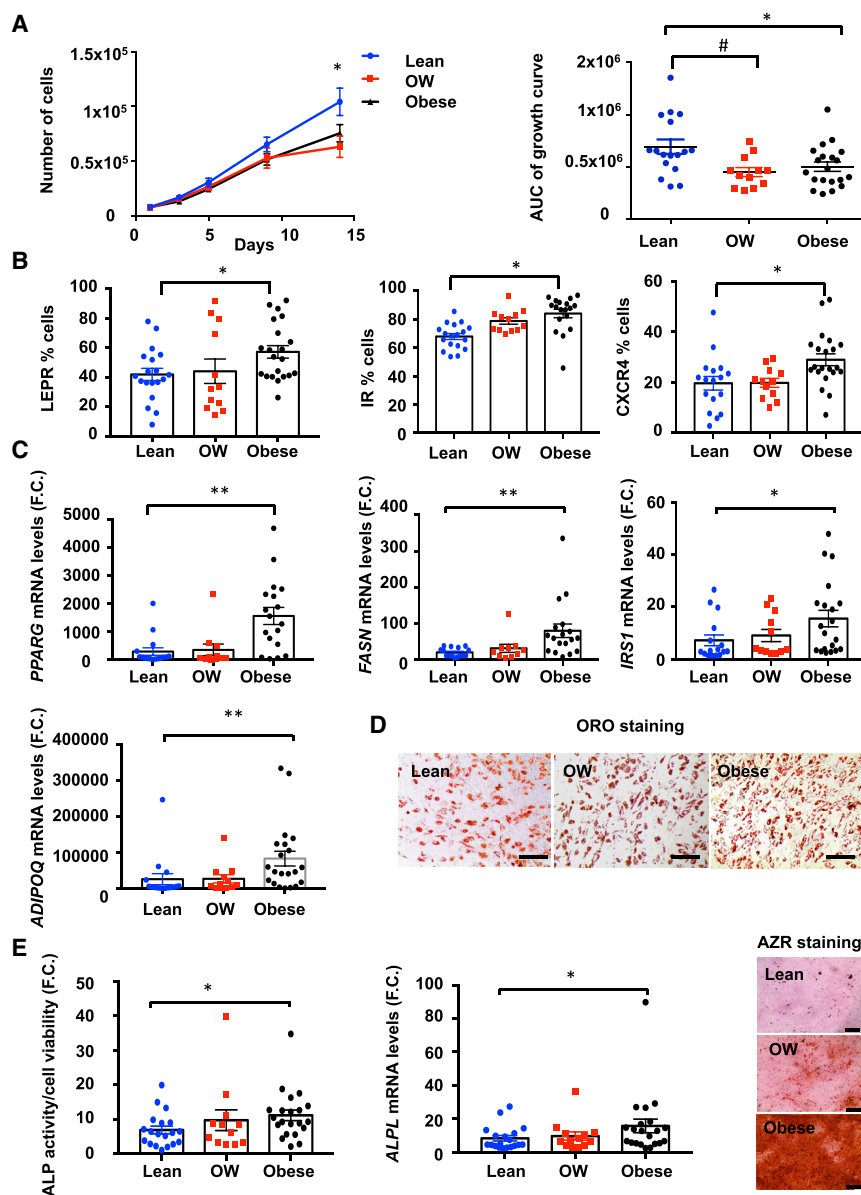 A
Number of cells
1.5x10⁵
1x10⁵
0.5x10⁵
0
0
5
10
15
Days
*
Lean
OW
Obese
AUC of growth curve
2x10⁶
1x10⁶
0.5x10⁶
0
*
#
Lean
OW
Obese
B
LEPR % cells
100
80
60
40
20
0
*
Lean
OW
Obese
IR % cells
100
80
60
40
20
0
*
Lean
OW
Obese
CXCR4 % cells
60
40
20
0
*
Lean
OW
Obese
C
PPARG mRNA levels (F.C.)
5000
4000
3000
2000
1000
0
**
Lean
OW
Obese
FASN mRNA levels (F.C.)
400
300
200
100
0
**
Lean
OW
Obese
IRS1 mRNA levels (F.C.)
60
40
20
0
*
Lean
OW
Obese
ADIPOQ mRNA levels (F.C.)
400000
300000
200000
100000
0
**
Lean
OW
Obese
D
ORO staining
Lean
OW
Obese
E
ALP activity/cell viability (F.C.)
50
40
30
20
10
0
*
Lean
OW
Obese
ALPL mRNA levels (F.C.)
100
80
60
40
20
0
*
Lean
OW
Obese
AZR staining
Lean
OW
Obese